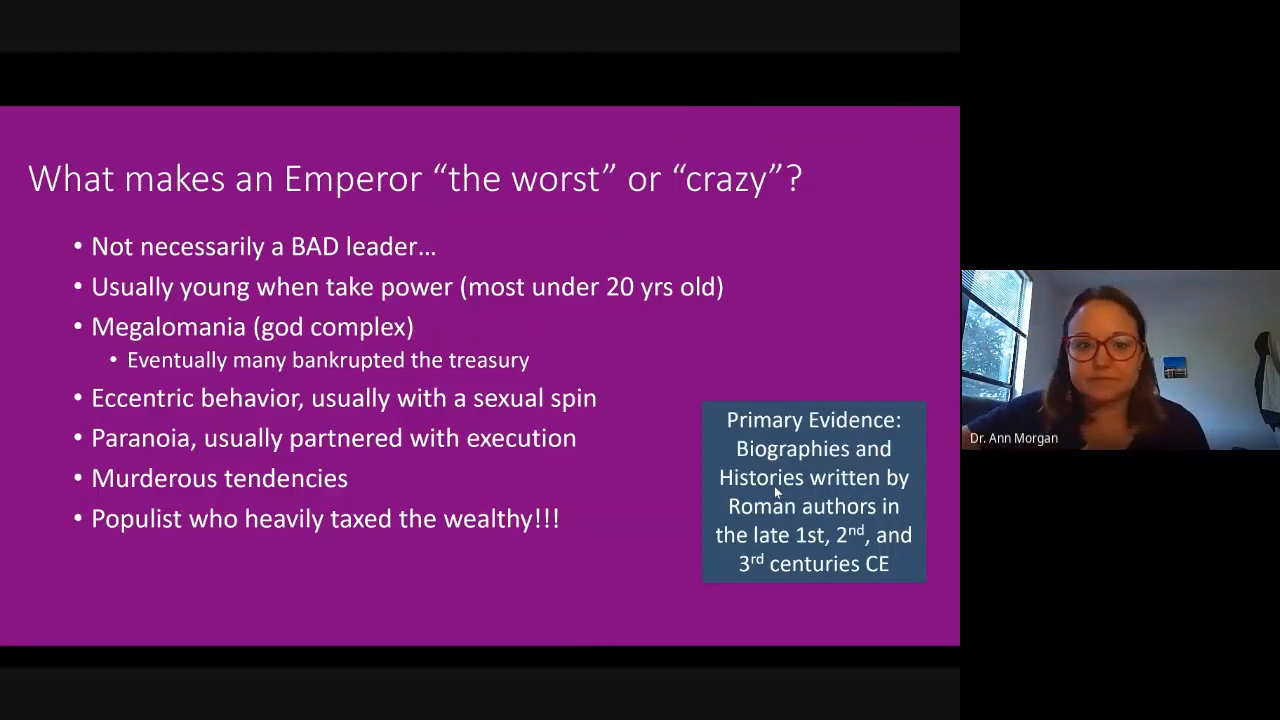 What makes an Emperor “the worst” or “crazy”?
• Not necessarily a BAD leader…
• Usually young when take power (most under 20 yrs old)
• Megalomania (god complex)
• Eventually many bankrupted the treasury
• Eccentric behavior, usually with a sexual spin
• Paranoia, usually partnered with execution
• Murderous tendencies
• Populist who heavily taxed the wealthy!!!
Primary Evidence:
Biographies and
Histories written by
Roman authors in
the late 1st, 2nd, and
3rd centuries CE
Dr. Ann Morgan